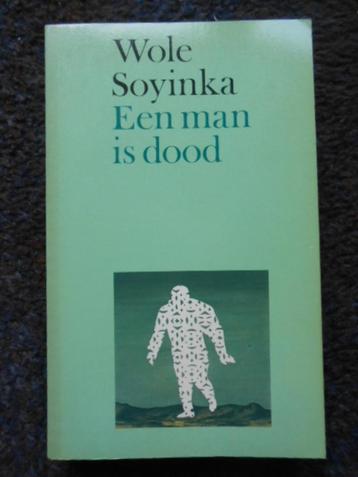 Wole
Soyinka
Een man
is dood